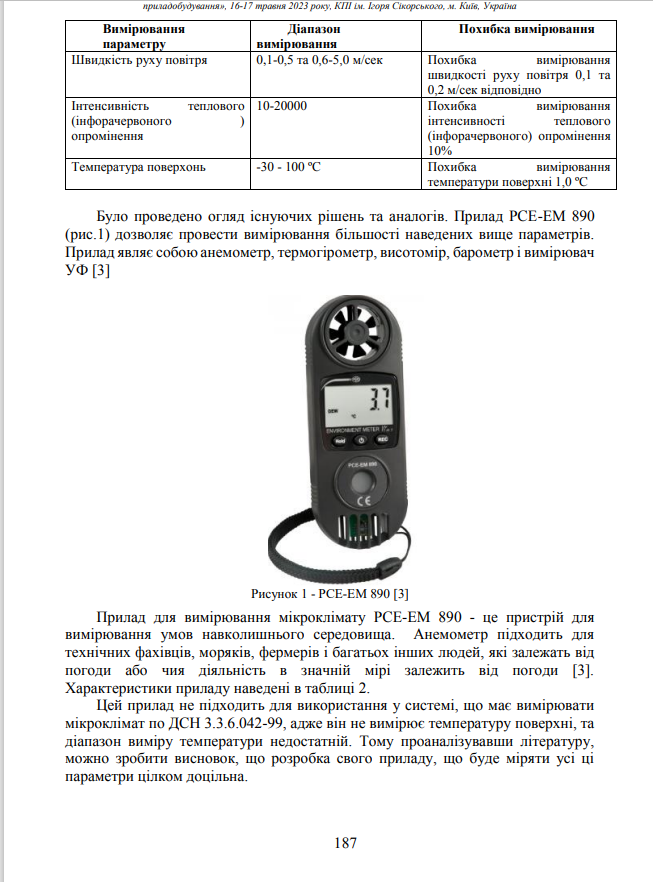 приладобудування», 16-17 травня 2023 року, КПІ ім. Ігоря Сікорського, м. Київ, Україна
Вимірювання параметру
Діапазон вимірювання
Похибка вимірювання
Швидкість руху повітря
0,1-0,5 та 0,6-5,0 м/сек
Похибка вимірювання
швидкості руху повітря 0,1 та
0,2 м/сек відповідно
Інтенсивність теплового
(інфорачервоного )
опромінення
10-20000
Похибка вимірювання
інтенсивності теплового
(інфорачервоного) опромінення
10%
Температура поверхонь
-30 - 100 ºС
Похибка вимірювання
температури поверхні 1,0 ºС
Було проведено огляд існуючих рішень та аналогів. Прилад PCE-EM 890
(рис.1) дозволяє провести вимірювання більшості наведених вище параметрів.
Прилад являє собою анемометр, термогірометр, висотомір, барометр і вимірювач
УФ [3]
3.7
DEW
°C
ENVIRONMENT METER
Hold
REC
PCE-EM 890
CE
Рисунок 1 - PCE-EM 890 [3]
Прилад для вимірювання мікроклімату PCE-EM 890 - це пристрій для
вимірювання умов навколишнього середовища. Анемометр підходить для
технічних фахівців, моряків, фермерів і багатьох інших людей, які залежать від
погоди або чия діяльність в значній мірі залежить від погоди [3].
Характеристики приладу наведені в таблиці 2.
Цей прилад не підходить для використання у системі, що має вимірювати
мікроклімат по ДСН 3.3.6.042-99, адже він не вимірює температуру поверхні, та
діапазон виміру температури недостатній. Тому проаналізувавши літературу,
можно зробити висновок, що розробка свого приладу, що буде міряти усі ці
параметри цілком доцільна.
187